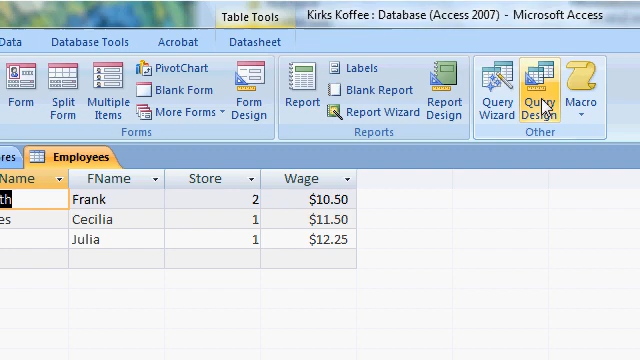 Table Tools
Kirks Koffee : Database (Access 2007) - Microsoft Access
Data
Database Tools
Acrobat
Datasheet
Form
Split Form
Multiple Items
PivotChart
Blank Form
More Forms
Form Design
Forms
Report
Labels
Blank Report
Report Wizard
Report Design
Reports
Query Wizard
Query Design
Macro
Other
res
Employees
Name FName Store Wage
th Frank 2 $10.50
es Cecilia 1 $11.50
Julia 1 $12.25